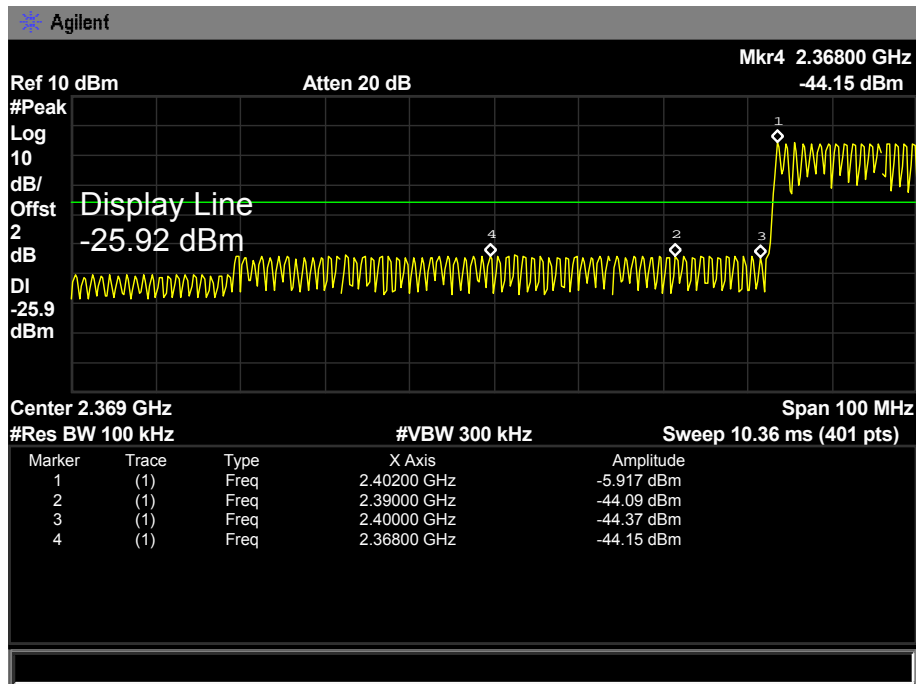 Agilent
Mkr4 2.36800 GHz
Ref 10 dBm Atten 20 dB -44.15 dBm
#Peak
Log
10
dB/
Offst
2
dB
DI
-25.9
dBm
Display Line
-25.92 dBm
1
4
2
3
Center 2.369 GHz Span 100 MHz
#Res BW 100 kHz #VBW 300 kHz Sweep 10.36 ms (401 pts)
Marker Trace Type X Axis Amplitude
1 (1) Freq 2.40200 GHz -5.917 dBm
2 (1) Freq 2.39000 GHz -44.09 dBm
3 (1) Freq 2.40000 GHz -44.37 dBm
4 (1) Freq 2.36800 GHz -44.15 dBm